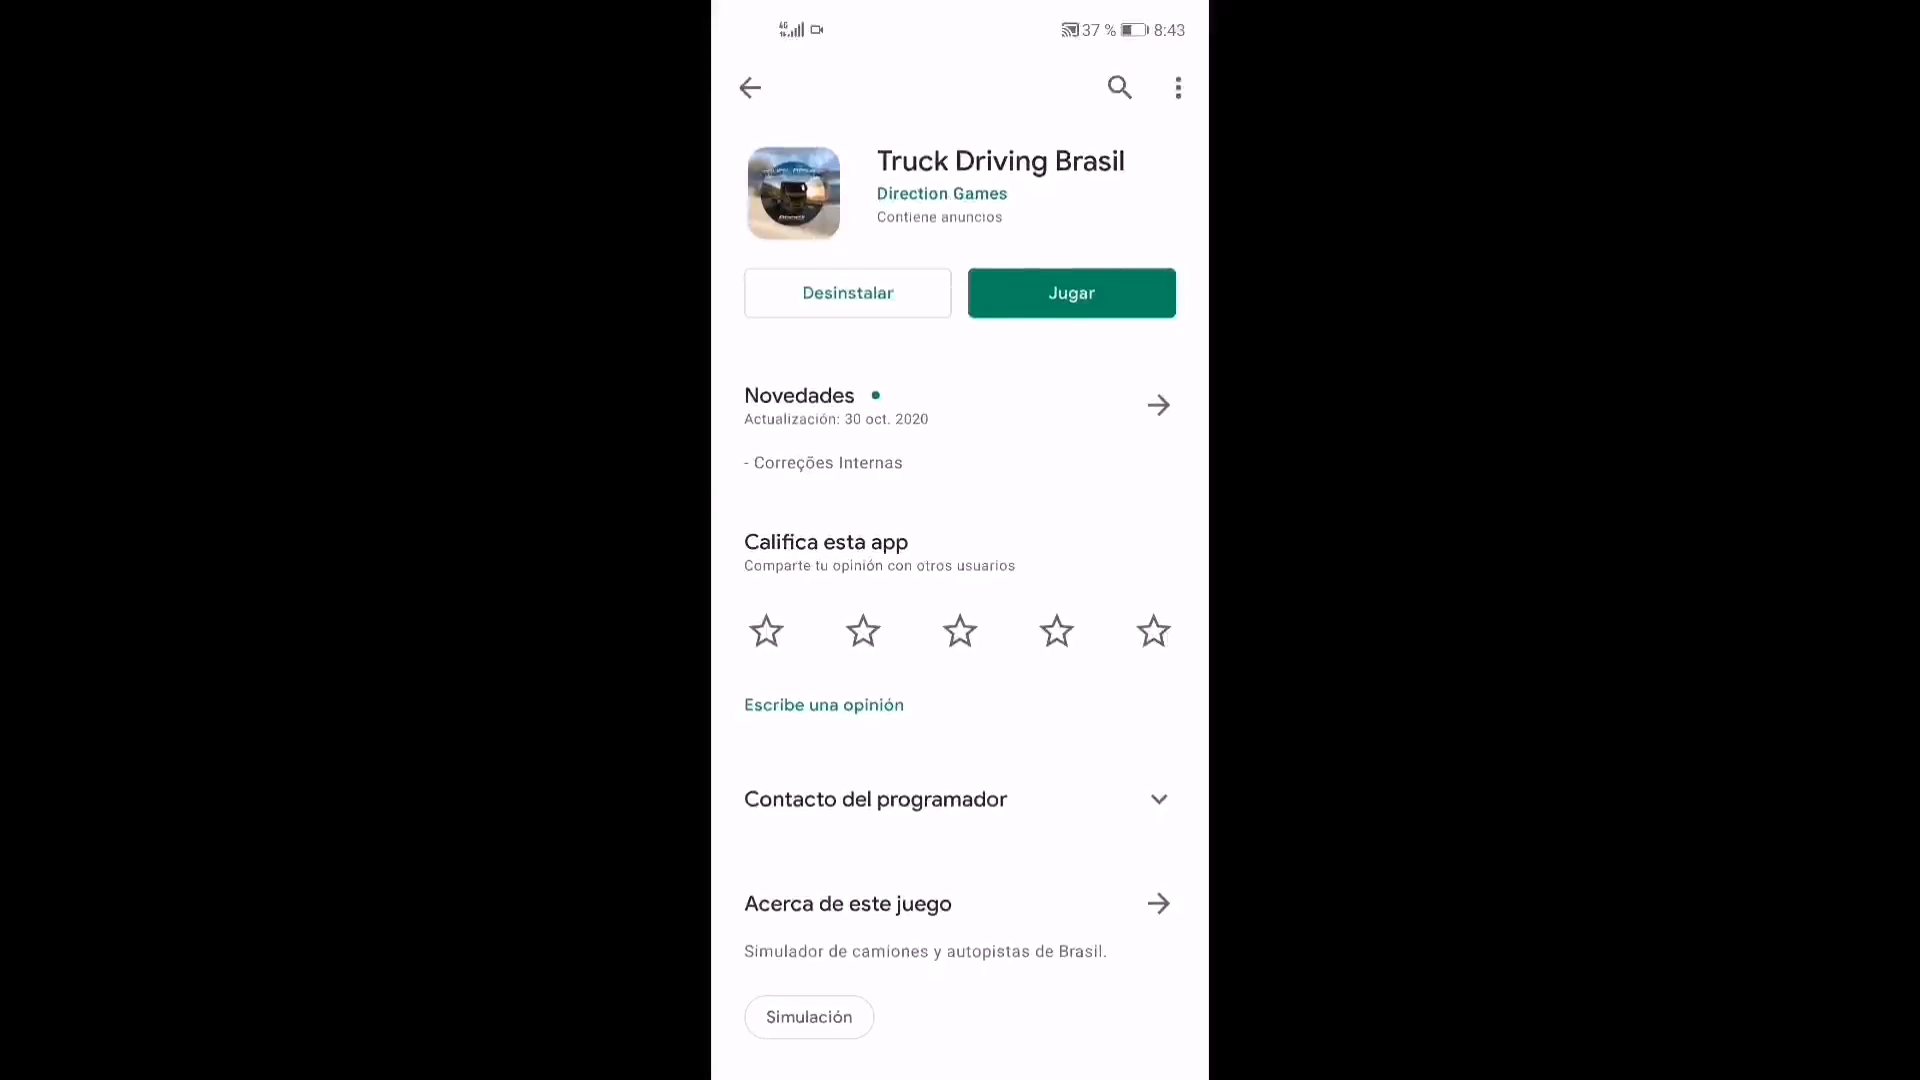 4G 37 % 8:43
Truck Driving Brasil
Direction Games
Contiene anuncios
Desinstalar
Jugar
Novedades
Actualización: 30 oct. 2020
- Correções Internas
Califica esta app
Comparte tu opinión con otros usuarios
Escribe una opinión
Contacto del programador
Acerca de este juego
Simulador de camiones y autopistas de Brasil.
Simulación